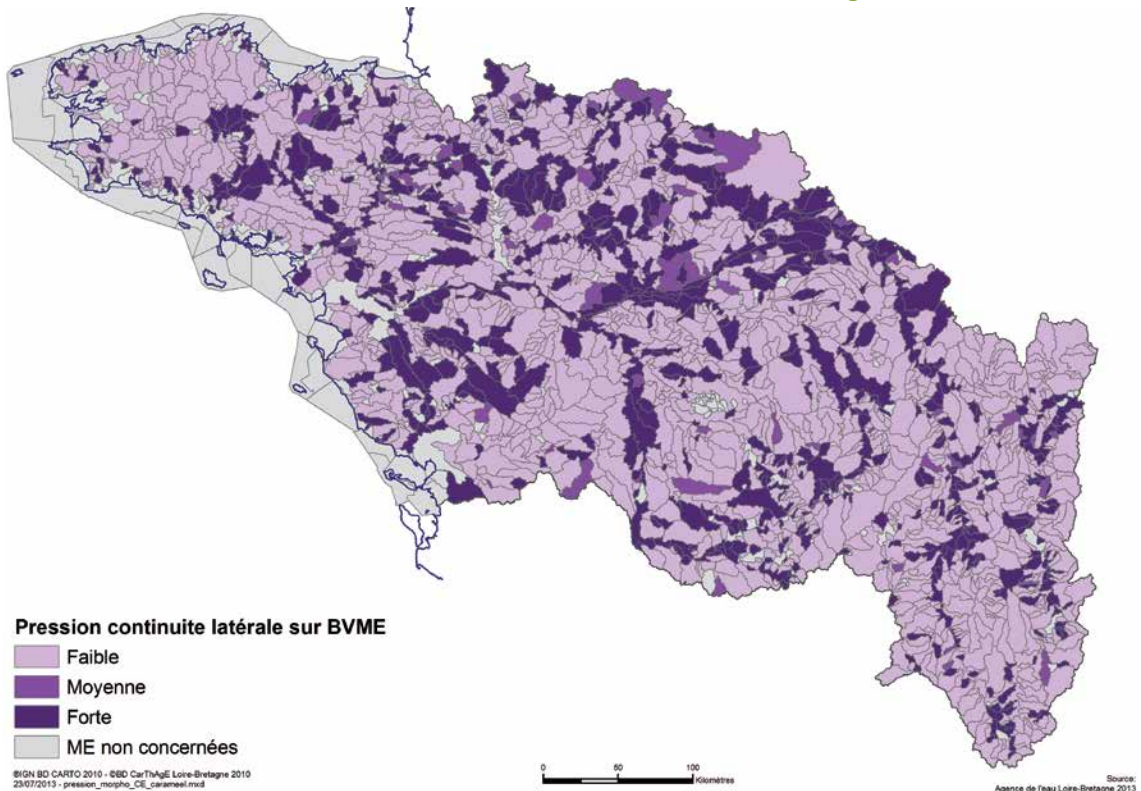 Pression continuite latérale sur BVME
Faible
Moyenne
Forte
ME non concernées
©IGN BD CARTO 2010 - ©BD CarThAgE Loire-Bretagne 2010
23/07/2013 - pression_morpho_CE_carameel.mxd
0 50 100
Kilomètres
Source:
Agence de l'eau Loire-Bretagne 2013